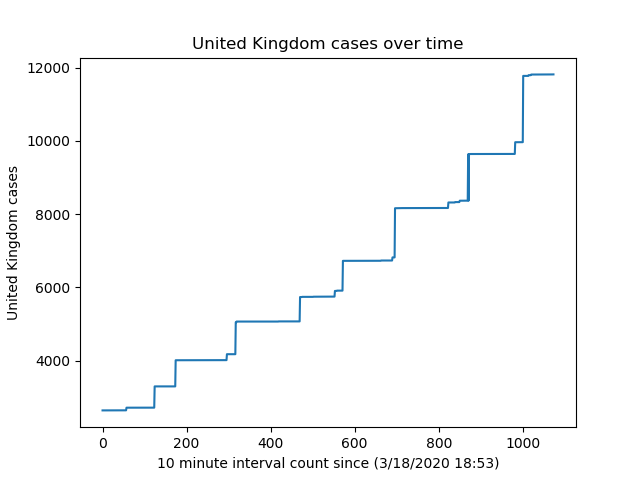 United Kingdom cases over time
12000
10000
8000
6000
4000
United Kingdom cases
0 200 400 600 800 1000
10 minute interval count since (3/18/2020 18:53)